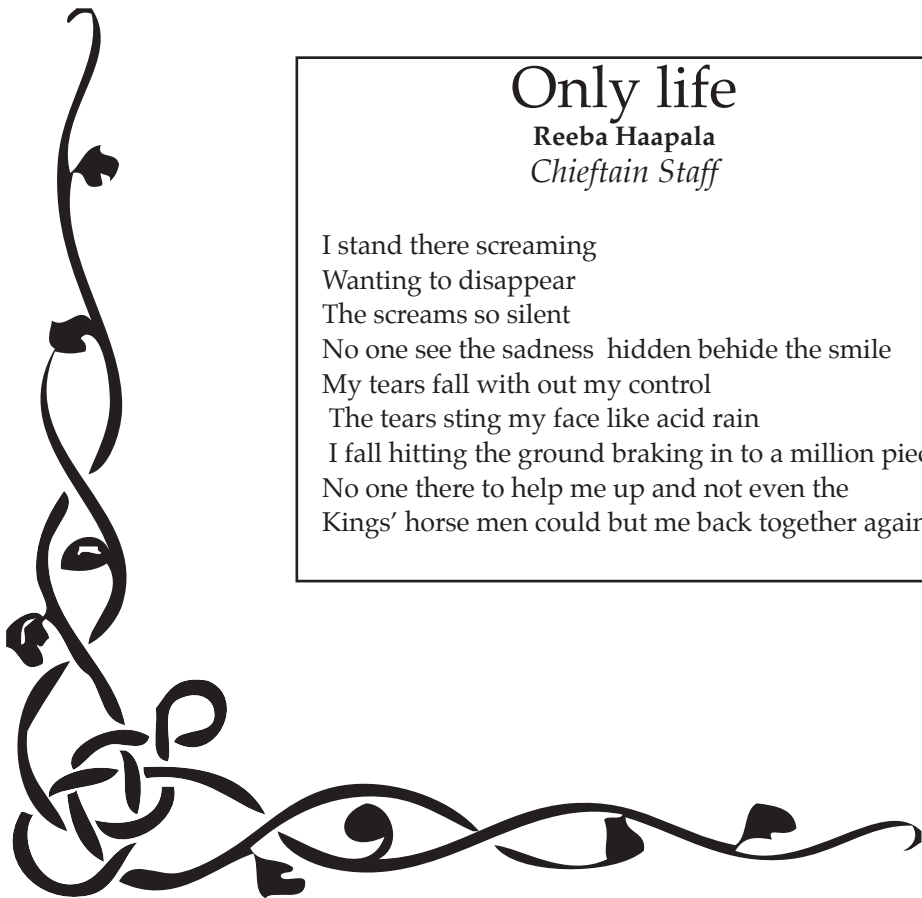 Only life
Reeba Haapala
Chieftain Staff
I stand there screaming
Wanting to disappear
The screams so silent
No one see the sadness  hidden behide the smile
My tears fall with out my control
The tears sting my face like acid rain
I fall hitting the ground braking in to a million
No one there to help me up and not even the
Kings' horse men could but me back together again